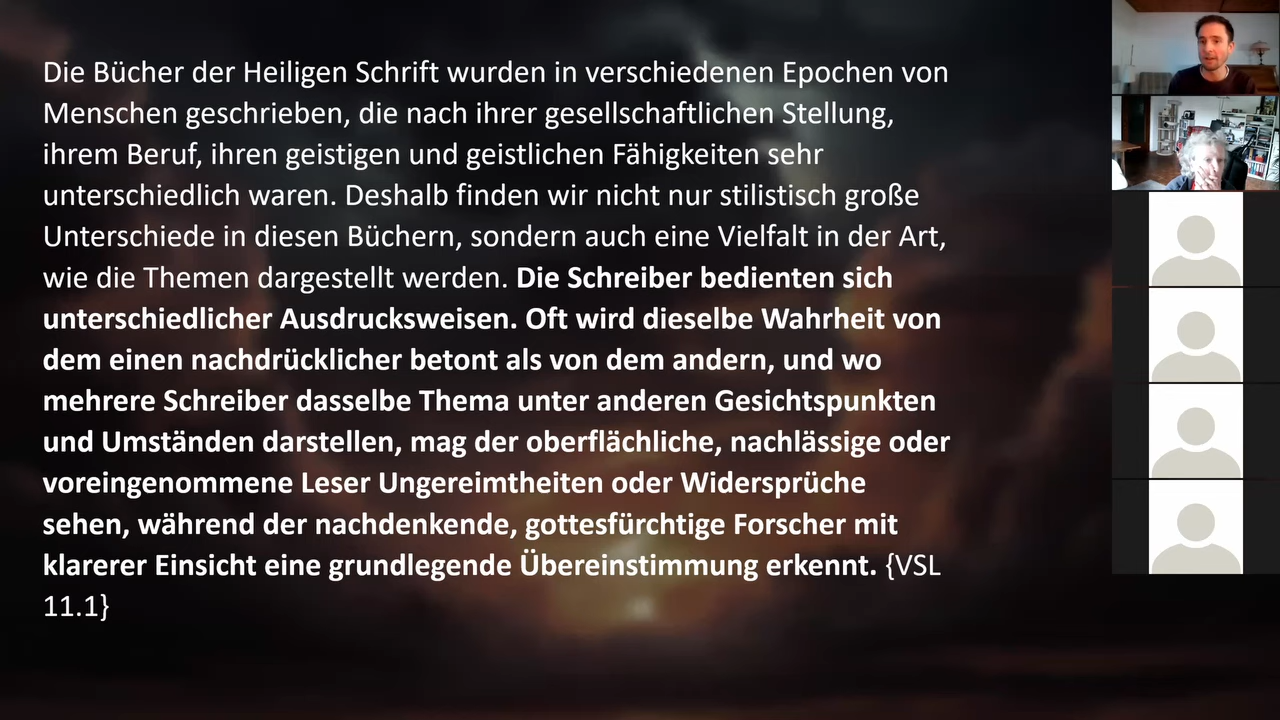 Die Bücher der Heiligen Schrift wurden in verschiedenen Epochen von
Menschen geschrieben, die nach ihrer gesellschaftlichen Stellung,
ihrem Beruf, ihren geistigen und geistlichen Fähigkeiten sehr
unterschiedlich waren. Deshalb finden wir nicht nur stilistisch große
Unterschiede in diesen Büchern, sondern auch eine Vielfalt in der Art,
wie die Themen dargestellt werden. Die Schreiber bedienten sich
unterschiedlicher Ausdrucksweisen. Oft wird dieselbe Wahrheit von
dem einen nachdrücklicher betont als von dem andern, und wo
mehrere Schreiber dasselbe Thema unter anderen Gesichtspunkten
und Umständen darstellen, mag der oberflächliche, nachlässige oder
voreingenommene Leser Ungereimtheiten oder Widersprüche
sehen, während der nachdenkende, gottesfürchtige Forscher mit
klarerer Einsicht eine grundlegende Übereinstimmung erkennt. {VSL
11.1}